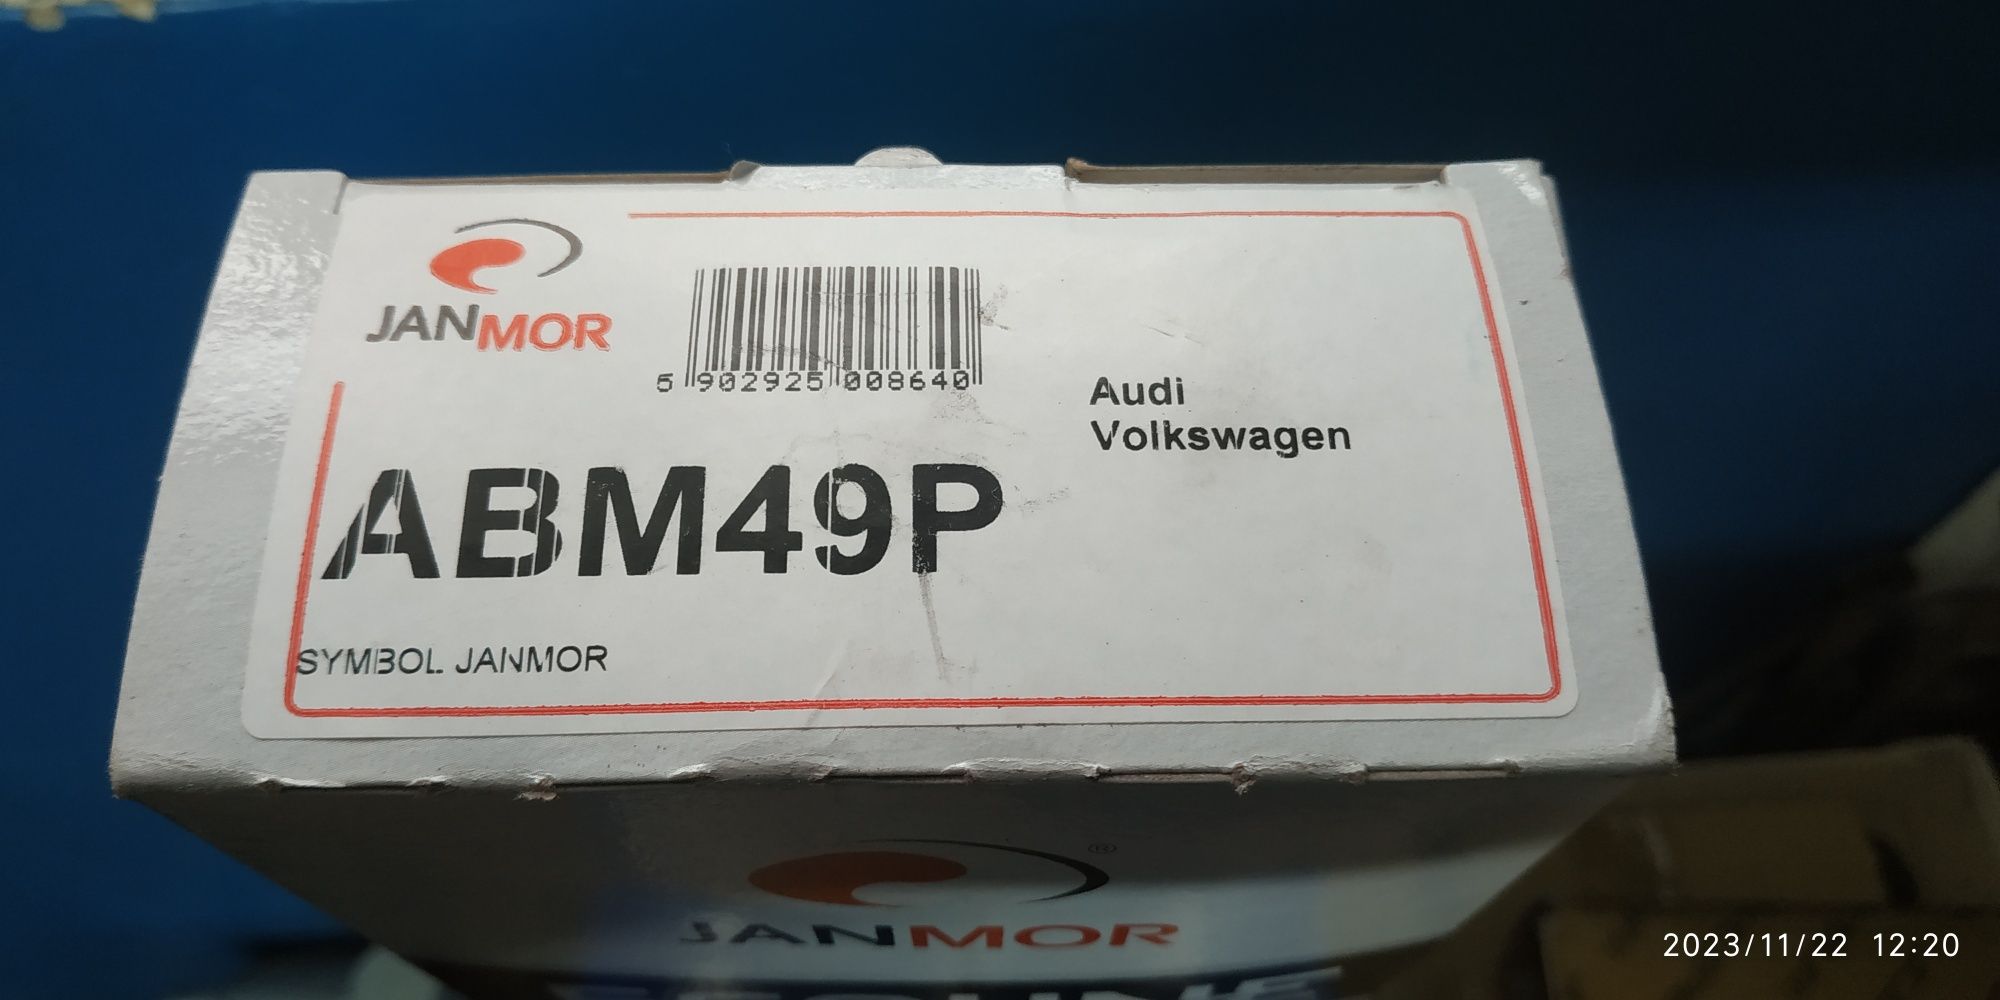 JANMOR
5 902925 008640
Audi
Volkswagen
ABM49P
SYMBOL JANMOR
®
JANMOR
2023/11/22 12:20